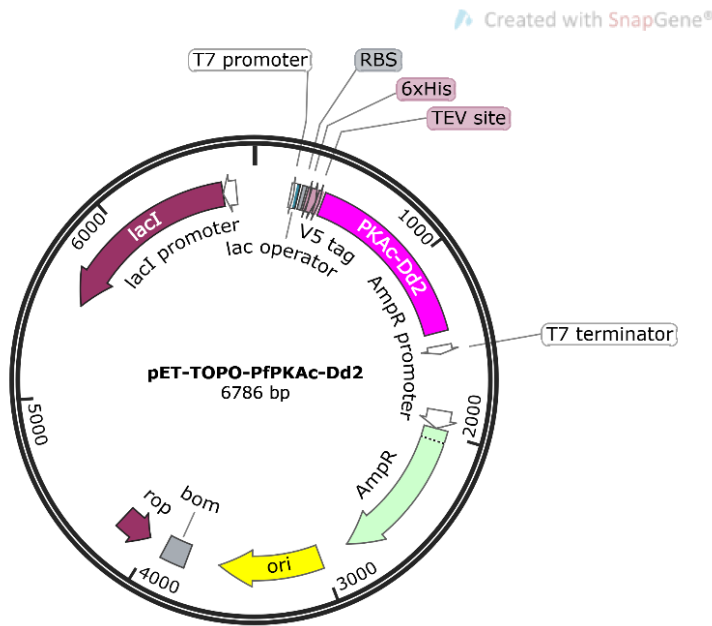 Created with SnapGene®
T7 promoter
RBS
6xHis
TEV site
lacI
lacI promoter
lac operator
V5 tag
PKAc-Dd2
AmpR promoter
T7 terminator
pET-TOPO-PfPKAc-Dd2
6786 bp
1000
2000
3000
4000
5000
6000
AmpR
ori
bom
rop